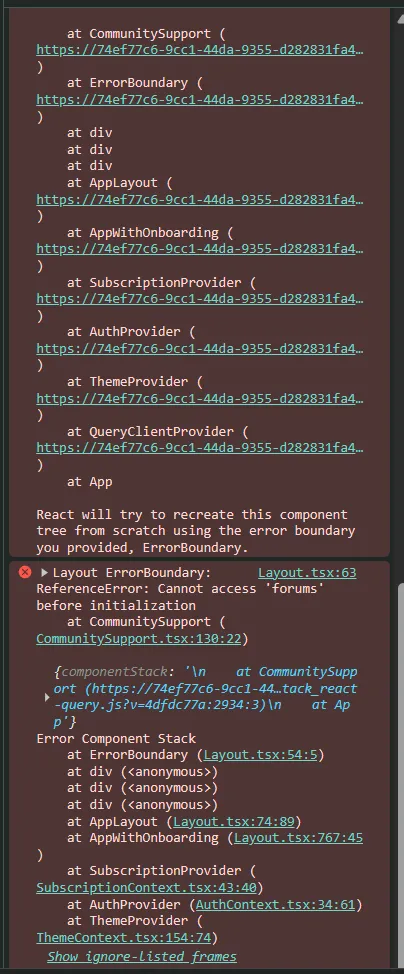 at CommunitySupport (
https://74ef77c6-9cc1-44da-9355-d282831fa4…
)
at ErrorBoundary (
https://74ef77c6-9cc1-44da-9355-d282831fa4…
)
at div
at div
at div
at AppLayout (
https://74ef77c6-9cc1-44da-9355-d282831fa4…
)
at AppWithOnboarding (
https://74ef77c6-9cc1-44da-9355-d282831fa4…
)
at SubscriptionProvider (
https://74ef77c6-9cc1-44da-9355-d282831fa4…
)
at AuthProvider (
https://74ef77c6-9cc1-44da-9355-d282831fa4…
)
at ThemeProvider (
https://74ef77c6-9cc1-44da-9355-d282831fa4…
)
at QueryClientProvider (
https://74ef77c6-9cc1-44da-9355-d282831fa4…
)
at App
React will try to recreate this component
tree from scratch using the error boundary
you provided, ErrorBoundary.
Layout ErrorBoundary: Layout.tsx:63
ReferenceError: Cannot access 'forums'
before initialization
at CommunitySupport (
CommunitySupport.tsx:130:22)
{componentStack: '\n    at CommunitySupp
ort (https://74ef77c6-9cc1-44…tack_react
-query.js?v=4dfdc77a:2934:3)\n    at Ap
p'}
Error Component Stack
at ErrorBoundary (Layout.tsx:54:5)
at div (<anonymous>)
at div (<anonymous>)
at div (<anonymous>)
at AppLayout (Layout.tsx:74:89)
at AppWithOnboarding (Layout.tsx:767:45
)
at SubscriptionProvider (
SubscriptionContext.tsx:43:40)
at AuthProvider (AuthContext.tsx:34:61)
at ThemeProvider (
ThemeContext.tsx:154:74)
Show ignore-listed frames